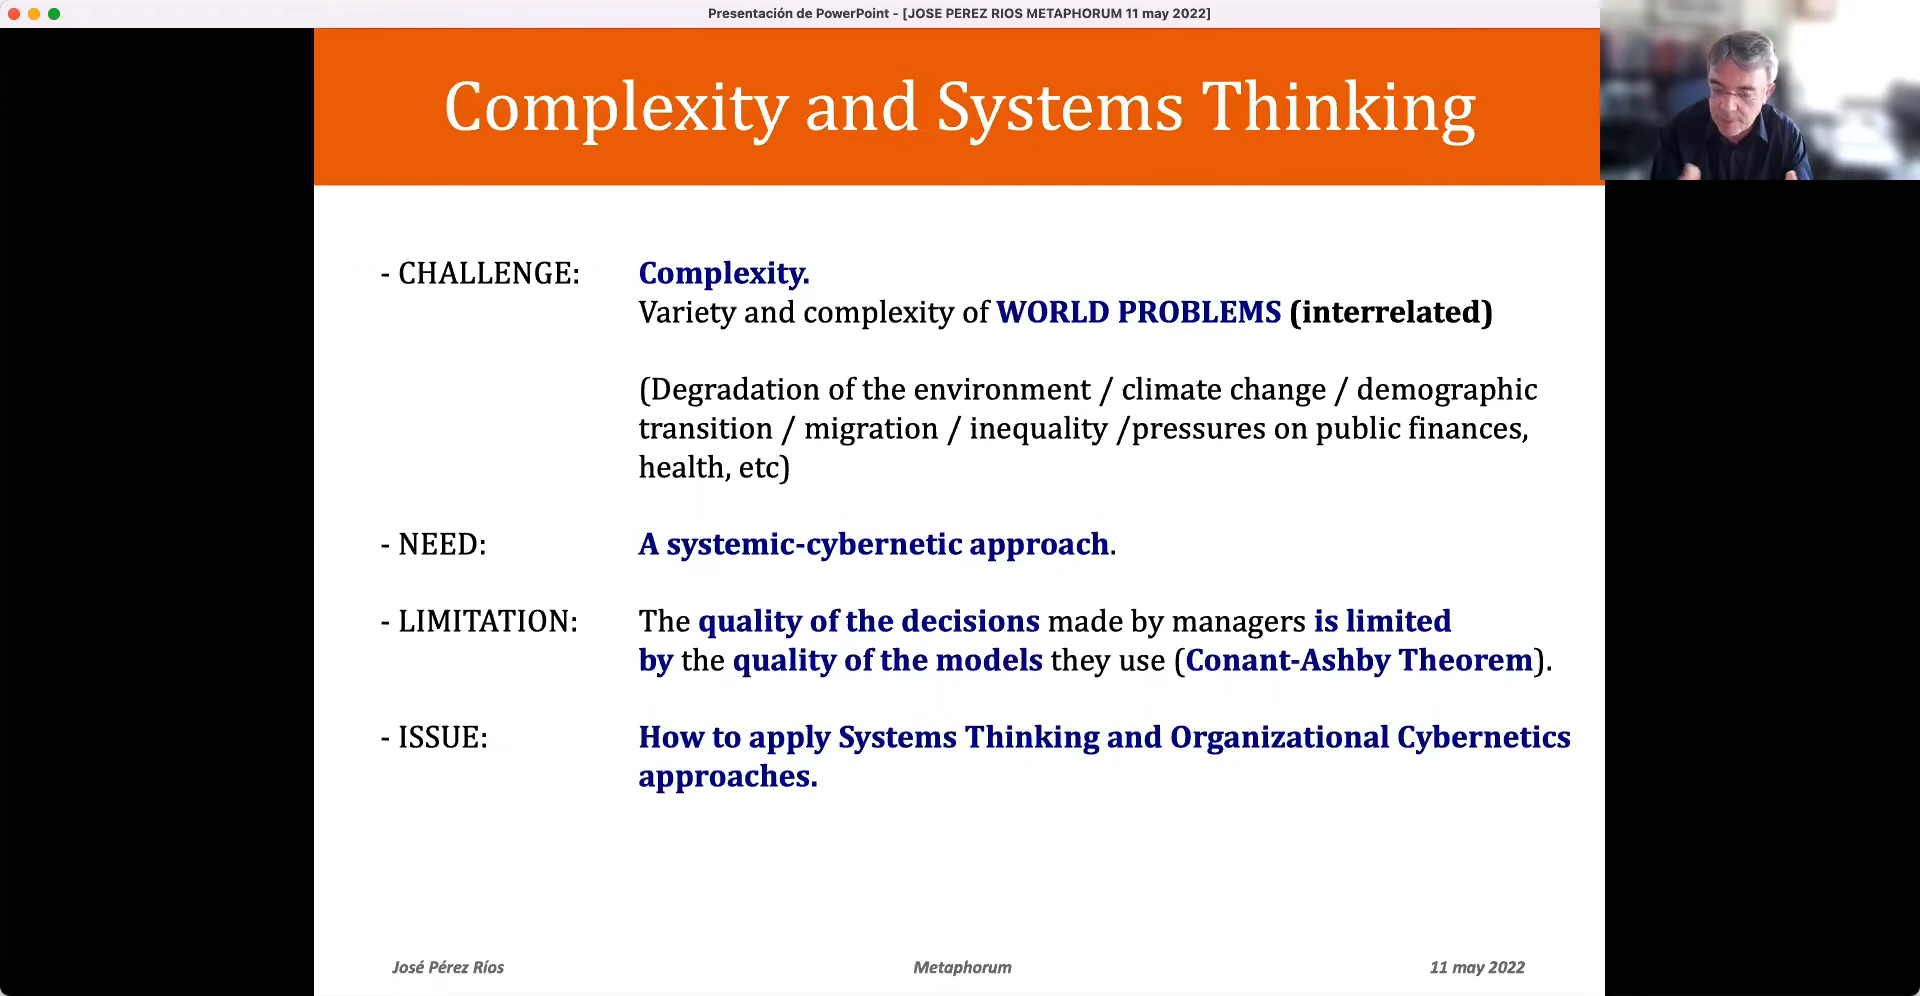 Presentación de PowerPoint - [JOSE PEREZ RIOS METAPHORUM 11 may 2022]
Complexity and Systems Thinking
- CHALLENGE: Complexity.
Variety and complexity of WORLD PROBLEMS (interrelated)
(Degradation of the environment / climate change / demographic
transition / migration / inequality /pressures on public finances,
health, etc)
- NEED: A systemic-cybernetic approach.
- LIMITATION: The quality of the decisions made by managers is limited
by the quality of the models they use (Conant-Ashby Theorem).
- ISSUE: How to apply Systems Thinking and Organizational Cybernetics
approaches.
José Pérez Ríos Metaphorum 11 may 2022